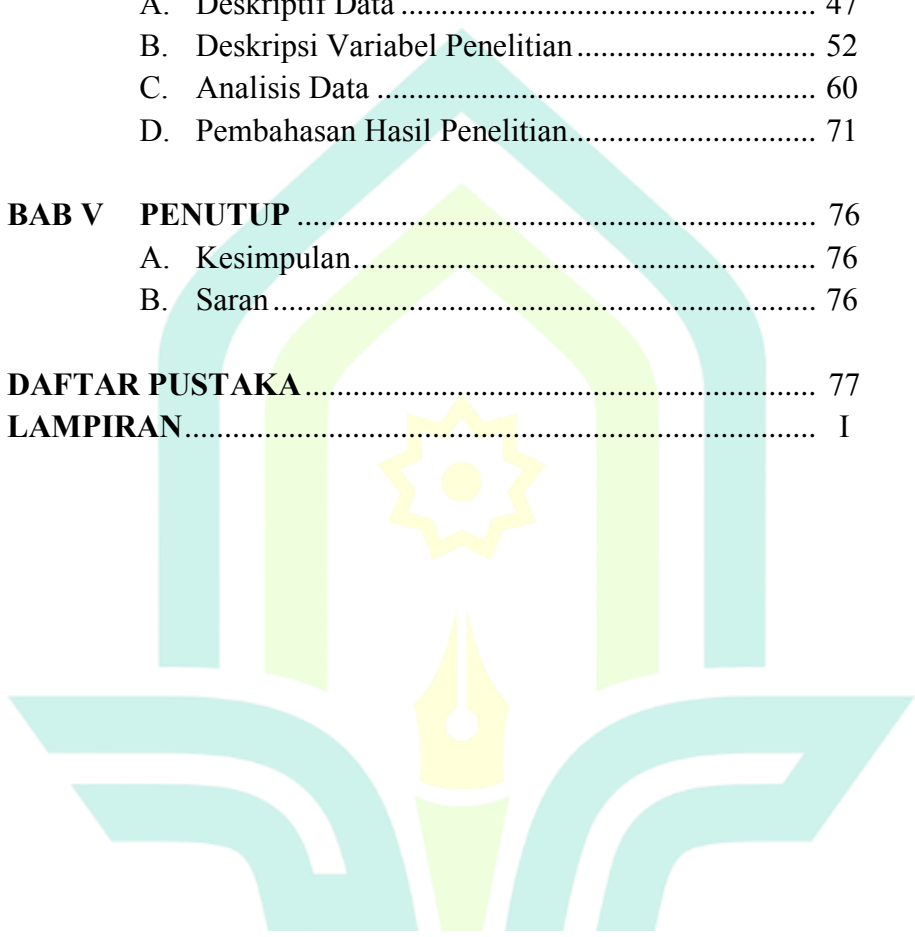 A. Deskriptif Data ................................................... 47
B. Deskripsi Variabel Penelitian ............................. 52
C. Analisis Data ...................................................... 60
D. Pembahasan Hasil Penelitian.............................. 71
BAB V PENUTUP ............................................................... 76
A. Kesimpulan......................................................... 76
B. Saran ................................................................... 76
DAFTAR PUSTAKA .............................................................. 77
LAMPIRAN............................................................................. I